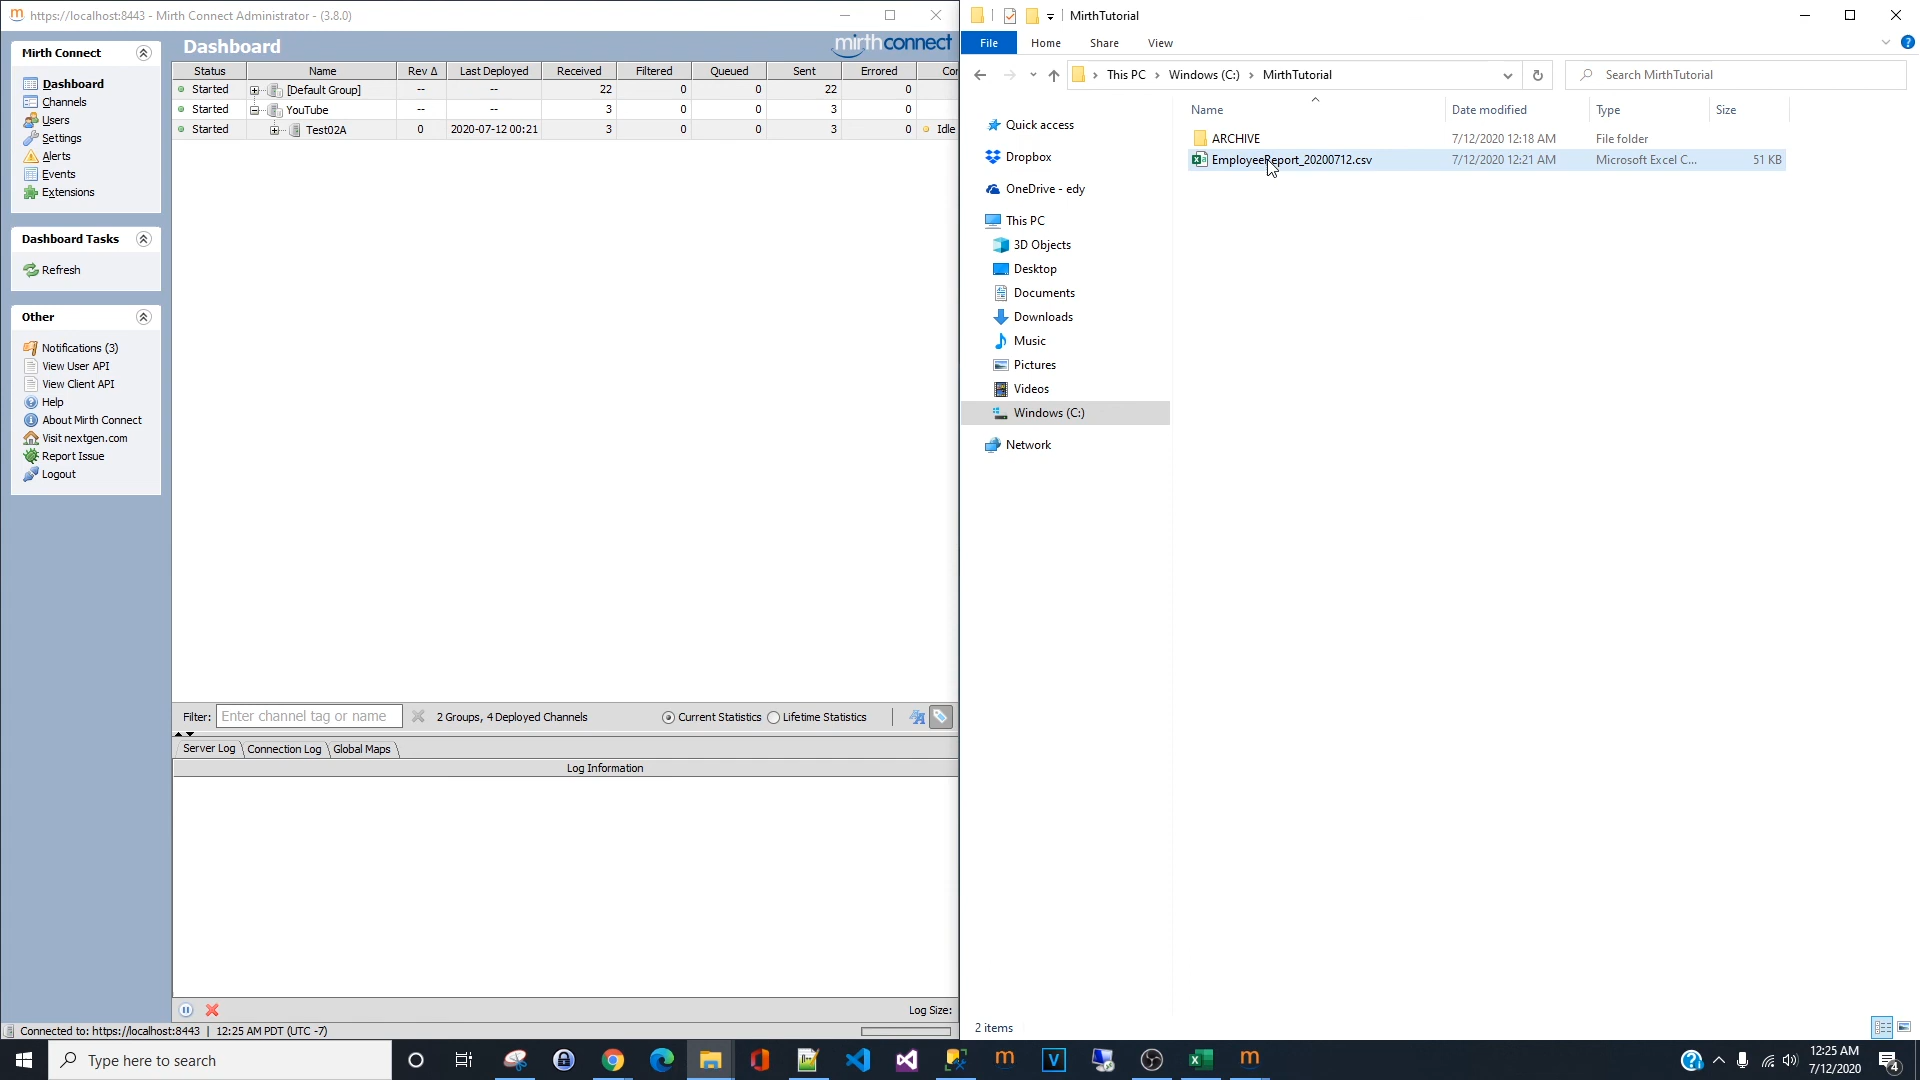 https://localhost:8443 - Mirth Connect Administrator - (3.8.0)
Mirth Connect
Dashboard
Channels
Users
Settings
Alerts
Events
Extensions
Dashboard Tasks
Refresh
Other
Notifications (3)
View User API
View Client API
Help
About Mirth Connect
Visit nextgen.com
Report Issue
Logout
Dashboard
mirthconnect
Status Name Rev Δ Last Deployed Received Filtered Queued Sent Errored Cor
Started [Default Group] -- -- 22 0 0 22 0
Started YouTube -- -- 3 0 0 3 0
Started Test02A 0 2020-07-12 00:21 3 0 0 3 0 Idle
Filter: Enter channel tag or name 2 Groups, 4 Deployed Channels Current Statistics Lifetime Statistics
Server Log Connection Log Global Maps
Log Information
Log Size:
Connected to: https://localhost:8443 | 12:25 AM PDT (UTC -7)
MirthTutorial
File Home Share View
This PC Windows (C:) MirthTutorial
Search MirthTutorial
Quick access
Dropbox
OneDrive - edy
This PC
3D Objects
Desktop
Documents
Downloads
Music
Pictures
Videos
Windows (C:)
Network
Name Date modified Type Size
ARCHIVE 7/12/2020 12:18 AM File folder
EmployeeReport_20200712.csv 7/12/2020 12:21 AM Microsoft Excel C... 51 KB
2 items
Type here to search
12:25 AM
7/12/2020
4